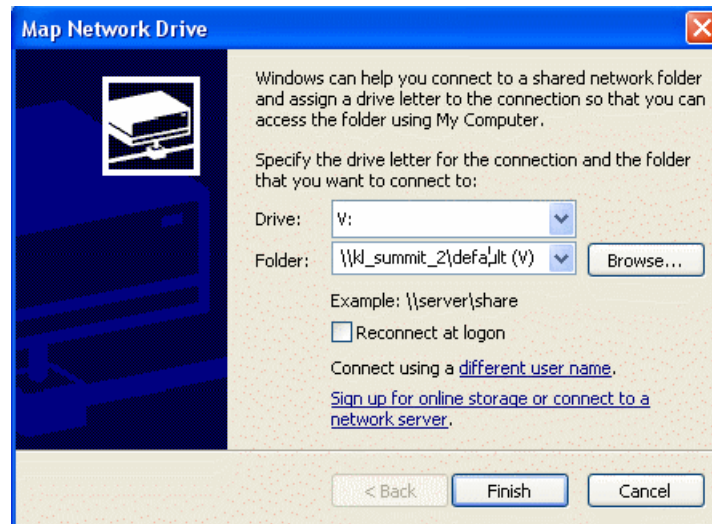 Map Network Drive
Windows can help you connect to a shared network folder
and assign a drive letter to the connection so that you can
access the folder using My Computer.
Specify the drive letter for the connection and the folder
that you want to connect to:
Drive: V:
Folder: \\kl_summit_2\default (V) Browse...
Example: \\server\share
Reconnect at logon
Connect using a different user name.
Sign up for online storage or connect to a
network server.
< Back Finish Cancel